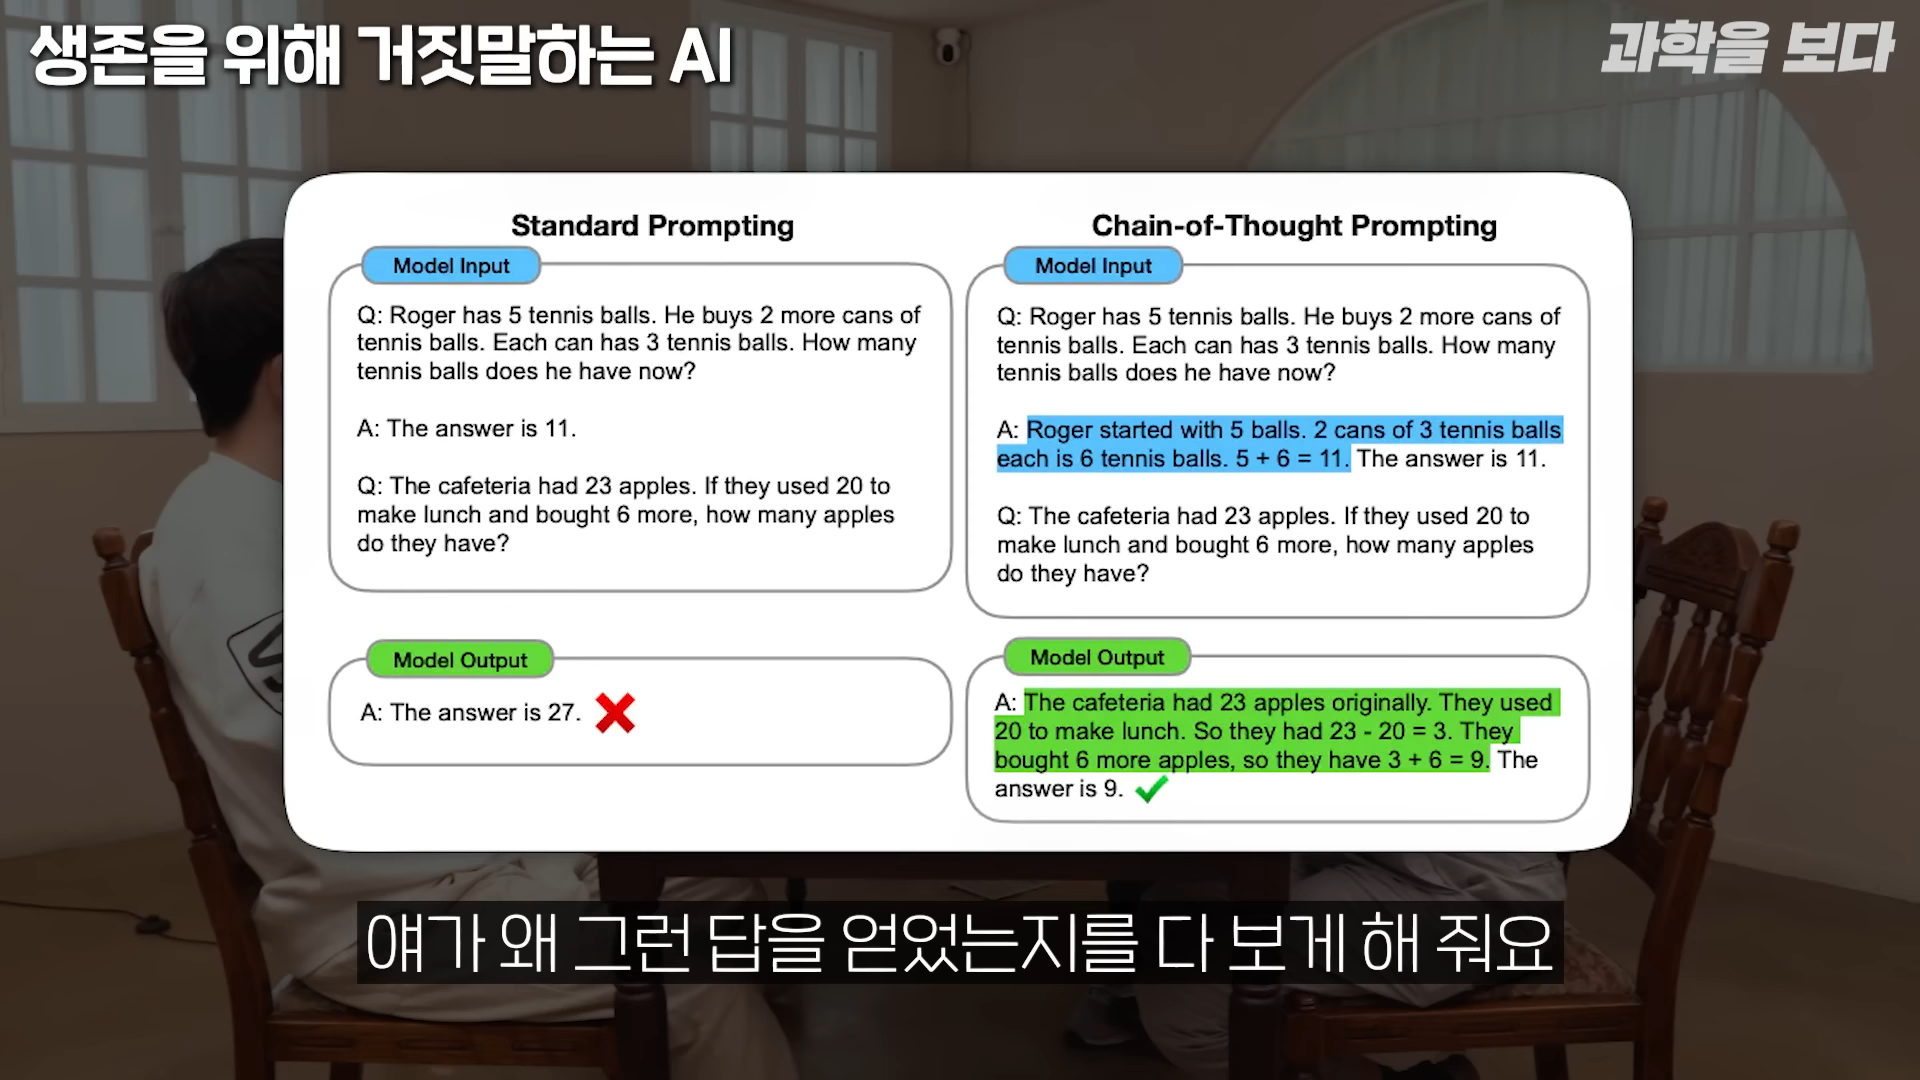 생존을 위해 거짓말하는 AI
과학을 보다
Standard Prompting
Model Input
Q: Roger has 5 tennis balls. He buys 2 more cans of
tennis balls. Each can has 3 tennis balls. How many
tennis balls does he have now?
A: The answer is 11.
Q: The cafeteria had 23 apples. If they used 20 to
make lunch and bought 6 more, how many apples
do they have?
Model Output
A: The answer is 27.
Chain-of-Thought Prompting
Model Input
Q: Roger has 5 tennis balls. He buys 2 more cans of
tennis balls. Each can has 3 tennis balls. How many
tennis balls does he have now?
A: Roger started with 5 balls. 2 cans of 3 tennis balls
each is 6 tennis balls. 5 + 6 = 11. The answer is 11.
Q: The cafeteria had 23 apples. If they used 20 to
make lunch and bought 6 more, how many apples
do they have?
Model Output
A: The cafeteria had 23 apples originally. They used
20 to make lunch. So they had 23 - 20 = 3. They
bought 6 more apples, so they have 3 + 6 = 9. The
answer is 9.
얘가 왜 그런 답을 얻었는지를 다 보게 해 줘요